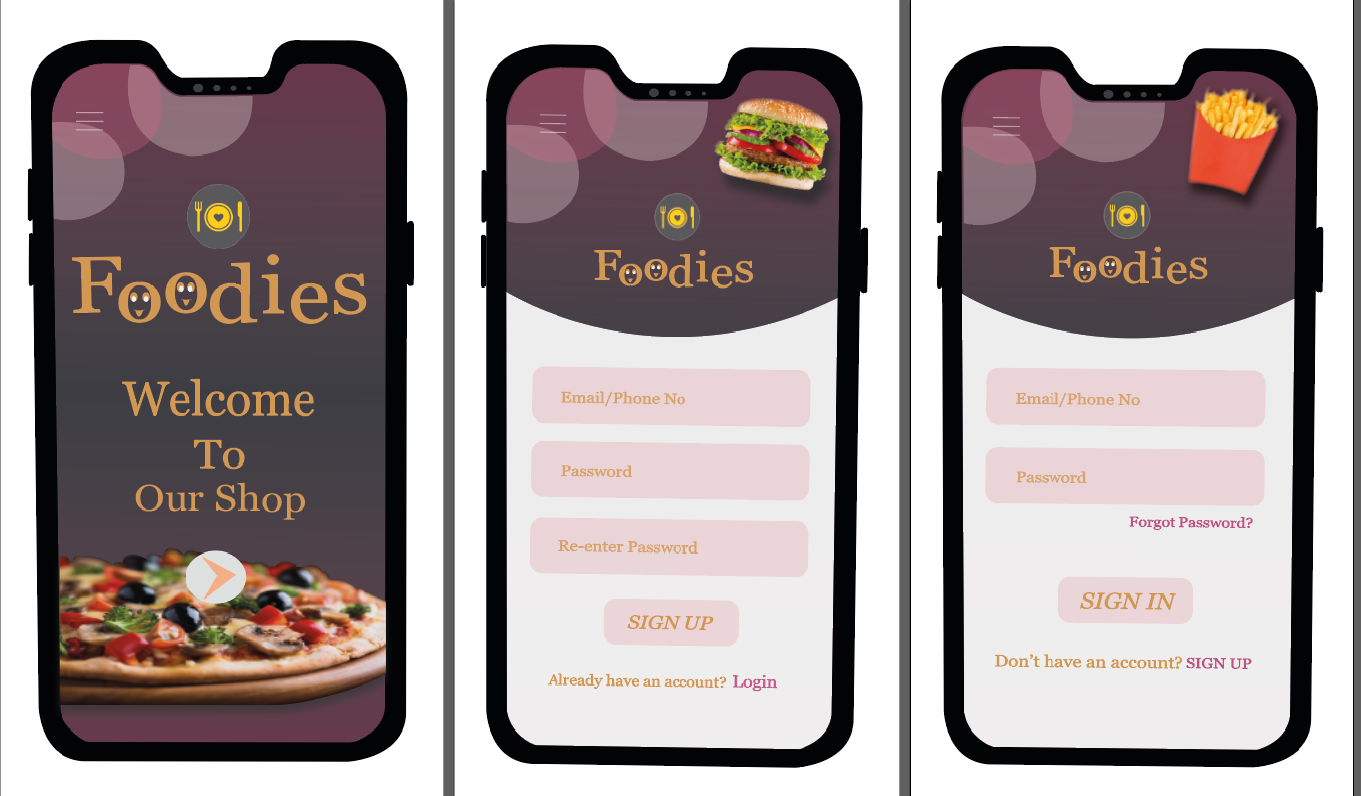 Foodies
Welcome
To
Our Shop
Foodies
Email/Phone No
Password
Re-enter Password
SIGN UP
Already have an account? Login
Foodies
Email/Phone No
Password
Forgot Password?
SIGN IN
Don't have an account? SIGN UP